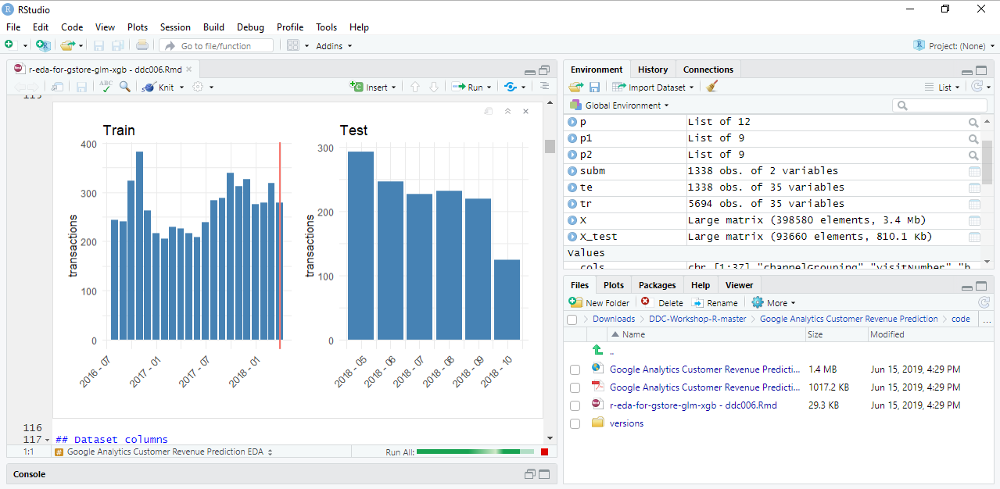 RStudio
File Edit Code View Plots Session Build Debug Profile Tools Help
Go to file/function Addins Project: (None)
r-eda-for-gstore-glm-xgb - ddc006.Rmd
ABC Knit Insert Run
115
Train Test
400
300
200
100
0
transactions
2016 - 07
2017 - 01
2017 - 07
2018 - 01
300
200
100
0
transactions
2018 - 05
2018 - 06
2018 - 07
2018 - 08
2018 - 09
2018 - 10
116
117 ## Dataset columns
1:1 # Google Analytics Customer Revenue Prediction EDA Run All:
Console
Environment History Connections
Import Dataset List
Global Environment
p List of 12
p1 List of 9
p2 List of 9
subm 1338 obs. of 2 variables
te 1338 obs. of 35 variables
tr 5694 obs. of 35 variables
X Large matrix (398580 elements, 3.4 Mb)
X_test Large matrix (93660 elements, 810.1 Kb)
Values
cols chr [1:37] "channelGrouping" "visitNumber" "b
Files Plots Packages Help Viewer
New Folder Delete Rename More
Downloads DDC-Workshop-R-master Google Analytics Customer Revenue Prediction code ...
Name Size Modified
..
Google Analytics Customer Revenue Predicti... 1.4 MB Jun 15, 2019, 4:29 PM
Google Analytics Customer Revenue Predicti... 1017.2 KB Jun 15, 2019, 4:29 PM
r-eda-for-gstore-glm-xgb - ddc006.Rmd 29.3 KB Jun 15, 2019, 4:29 PM
versions